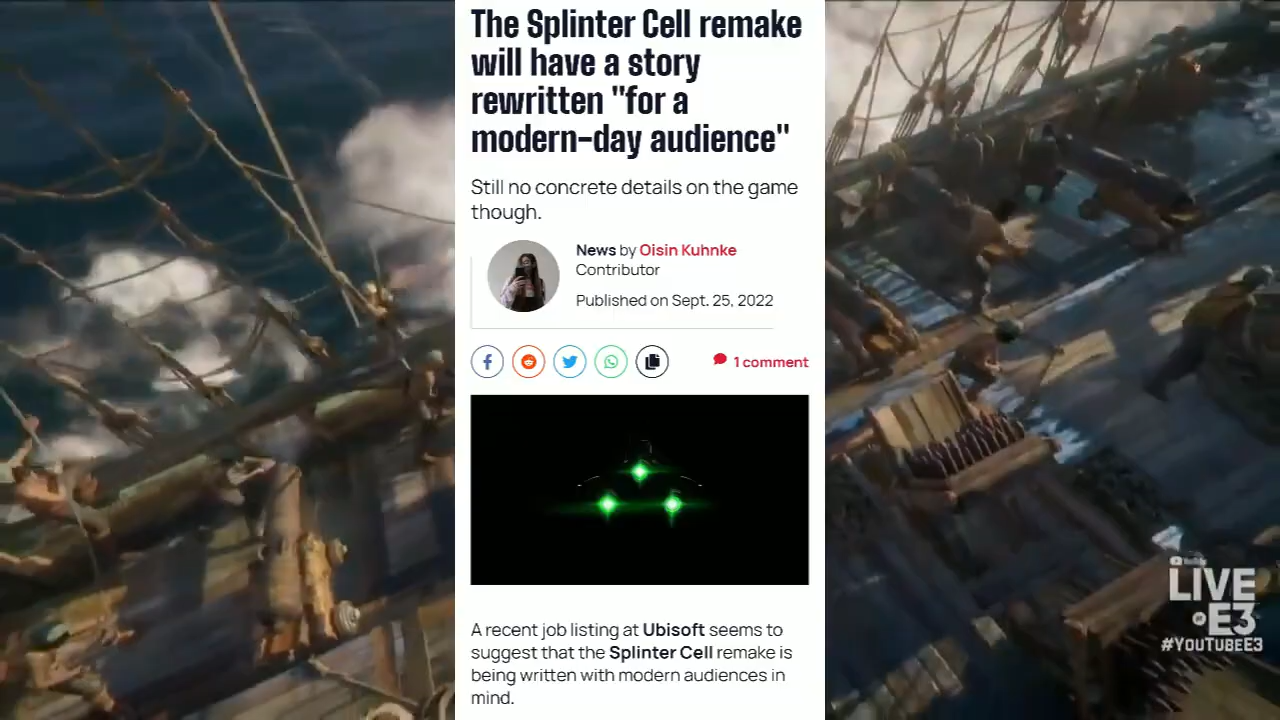 The Splinter Cell remake
will have a story
rewritten "for a
modern-day audience"
Still no concrete details on the game
though.
News by Oisin Kuhnke
Contributor
Published on Sept. 25, 2022
1 comment
A recent job listing at Ubisoft seems to
suggest that the Splinter Cell remake is
being written with modern audiences in
mind.
YouTube
LIVE
at E3
#YOUTUBEE3